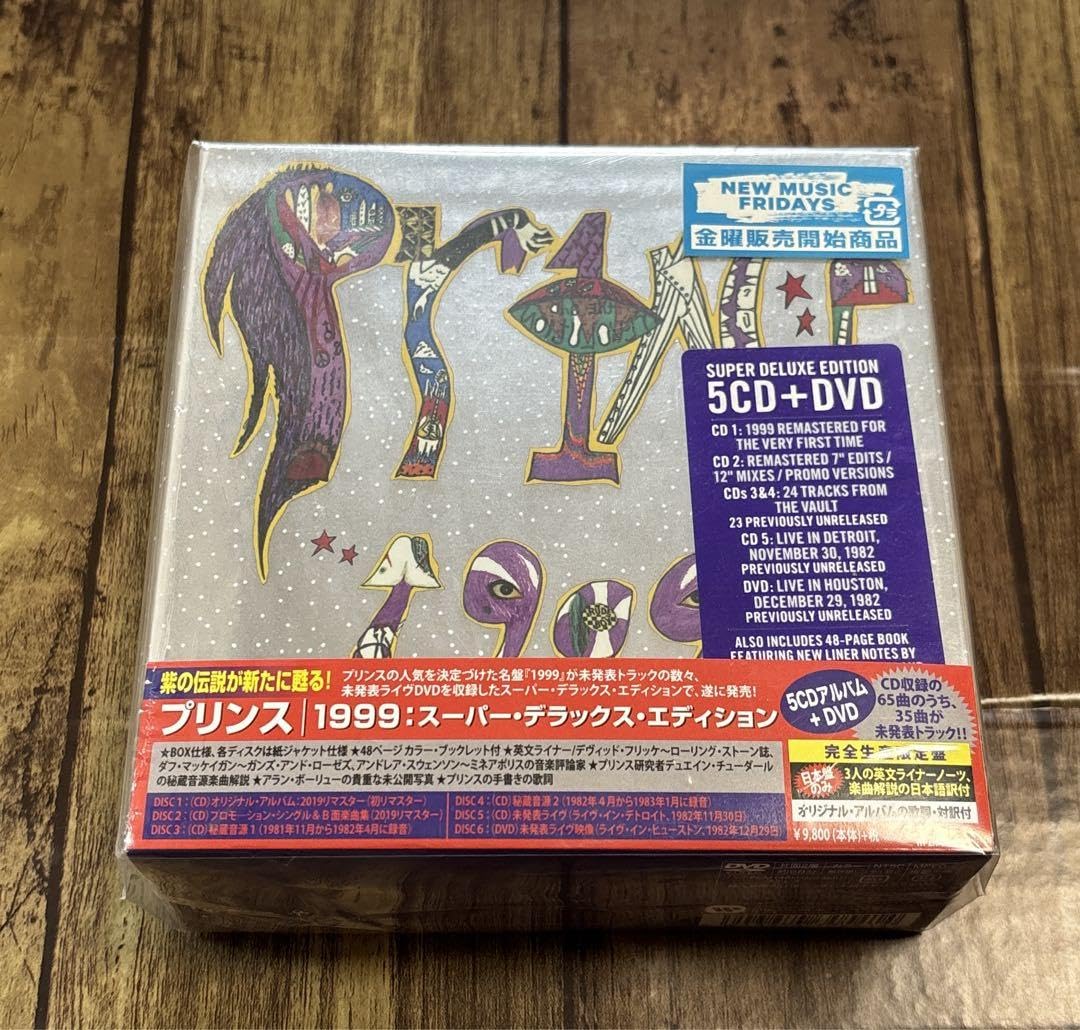 NEW MUSIC
FRIDAYS
プラ
金曜販売開始商品
SUPER DELUXE EDITION
5CD+DVD
CD 1: 1999 REMASTERED FOR
THE VERY FIRST TIME
CD 2: REMASTERED 7" EDITS /
12" MIXES / PROMO VERSIONS
CDs 3&4: 24 TRACKS FROM
THE VAULT
23 PREVIOUSLY UNRELEASED
CD 5: LIVE IN DETROIT,
NOVEMBER 30, 1982
PREVIOUSLY UNRELEASED
DVD: LIVE IN HOUSTON,
DECEMBER 29, 1982
PREVIOUSLY UNRELEASED
ALSO INCLUDES 48-PAGE BOOK
FEATURING NEW LINER NOTES BY
1999
紫の伝説が新たに甦る!
プリンスの人気を決定づけた名盤『1999』が未発表トラックの数々、
未発表ライヴDVDを収録したスーパー・デラックス・エディションで、遂に発売!
プリンス|1999:スーパー・デラックス・エディション
5CDアルバム
+DVD
CD収録の
65曲のうち、
35曲が
未発表トラック!!
★BOX仕様、各ディスクは紙ジャケット仕様 ★48ページ カラー・ブックレット付 ★英文ライナー/デヴィッド・フリッケ〜ローリング・ストーン誌、
ダフ・マッケイガン〜ガンズ・アンド・ローゼズ、アンドレア・スウェンソン〜ミネアポリスの音楽評論家 ★プリンス研究者デュエイン・チューダール
の秘蔵音源楽曲解説 ★アラン・ボーリューの貴重な未公開写真 ★プリンスの手書きの歌詞
DISC 1:(CD)オリジナル・アルバム:2019リマスター(初リマスター)
DISC 2:(CD)プロモーション・シングル&B面楽曲集(2019リマスター)
DISC 3:(CD)秘蔵音源 1(1981年11月から1982年4月に録音)
DISC 4:(CD)秘蔵音源 2(1982年4月から1983年1月に録音)
DISC 5:(CD)未発表ライヴ(ライヴ・イン・デトロイト、1982年11月30日)
DISC 6:(DVD)未発表ライヴ映像(ライヴ・イン・ヒューストン、1982年12月29日)
完全生産限定盤
日本盤
のみ
3人の英文ライナーノーツ、
楽曲解説の日本語訳付
オリジナル・アルバムの歌詞・対訳付
¥9,800(本体)+税
DVD